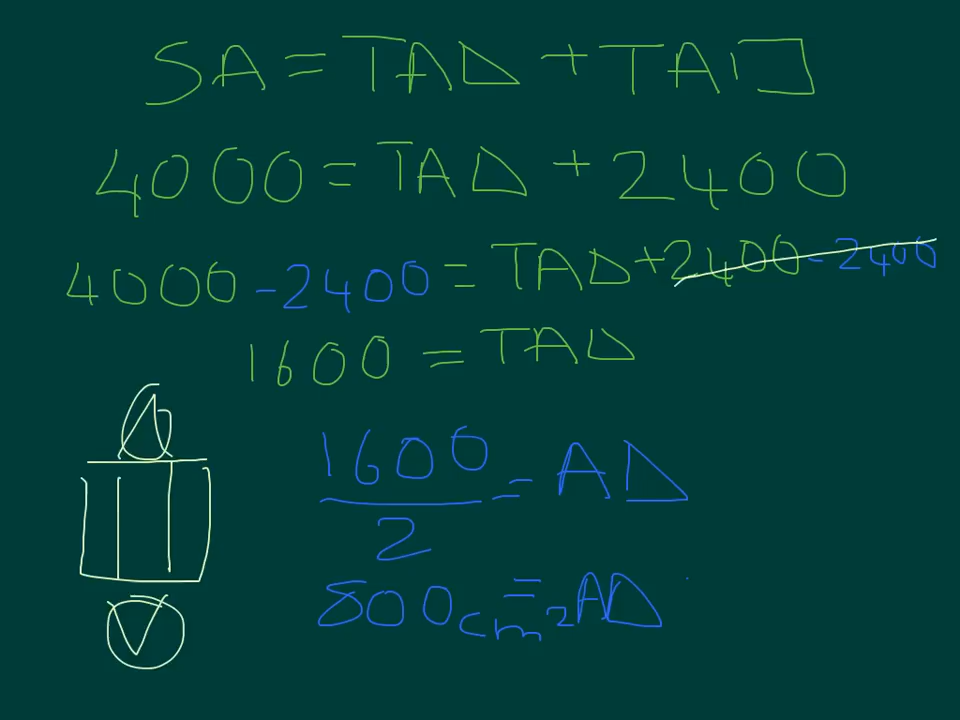 SA = TA△ + TA□
4000 = TA△ + 2400
4000 - 2400 = TA△ + 2400 - 2400
1600 = TA△
1600/2 = A△
800cm2 = A△